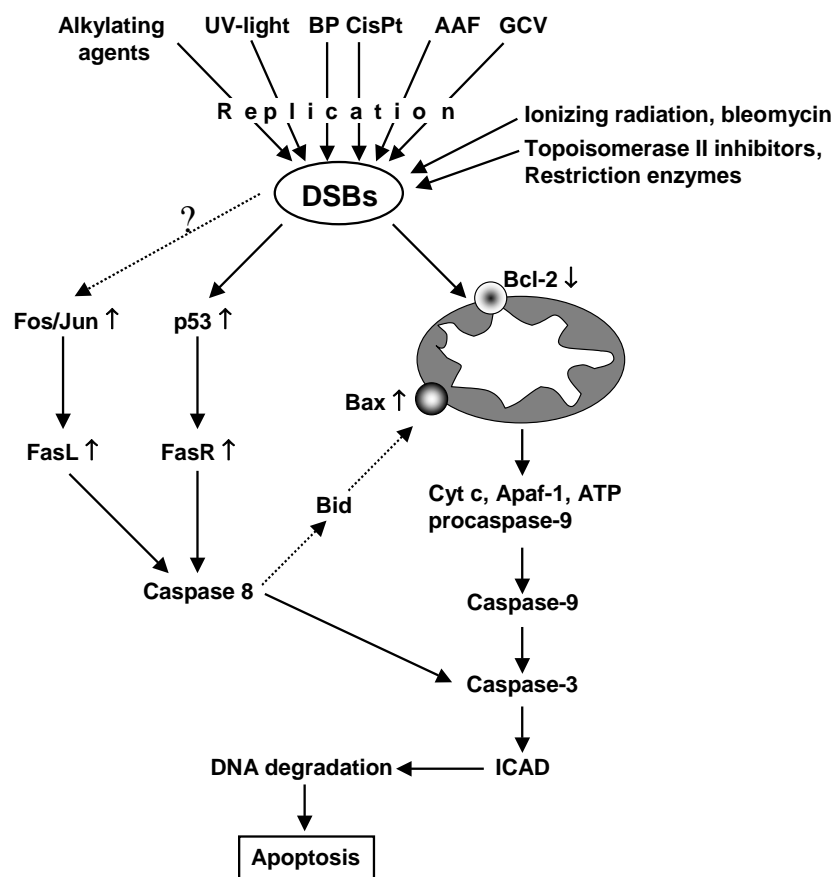 Alkylating agents
UV-light
BP
CisPt
AAF
GCV
Replication
Ionizing radiation, bleomycin
Topoisomerase II inhibitors,
Restriction enzymes
DSBs
?
Bcl-2 ↓
Fos/Jun ↑
p53 ↑
Bax ↑
FasL ↑
FasR ↑
Cyt c, Apaf-1, ATP
procaspase-9
Bid
Caspase 8
Caspase-9
Caspase-3
DNA degradation
ICAD
Apoptosis